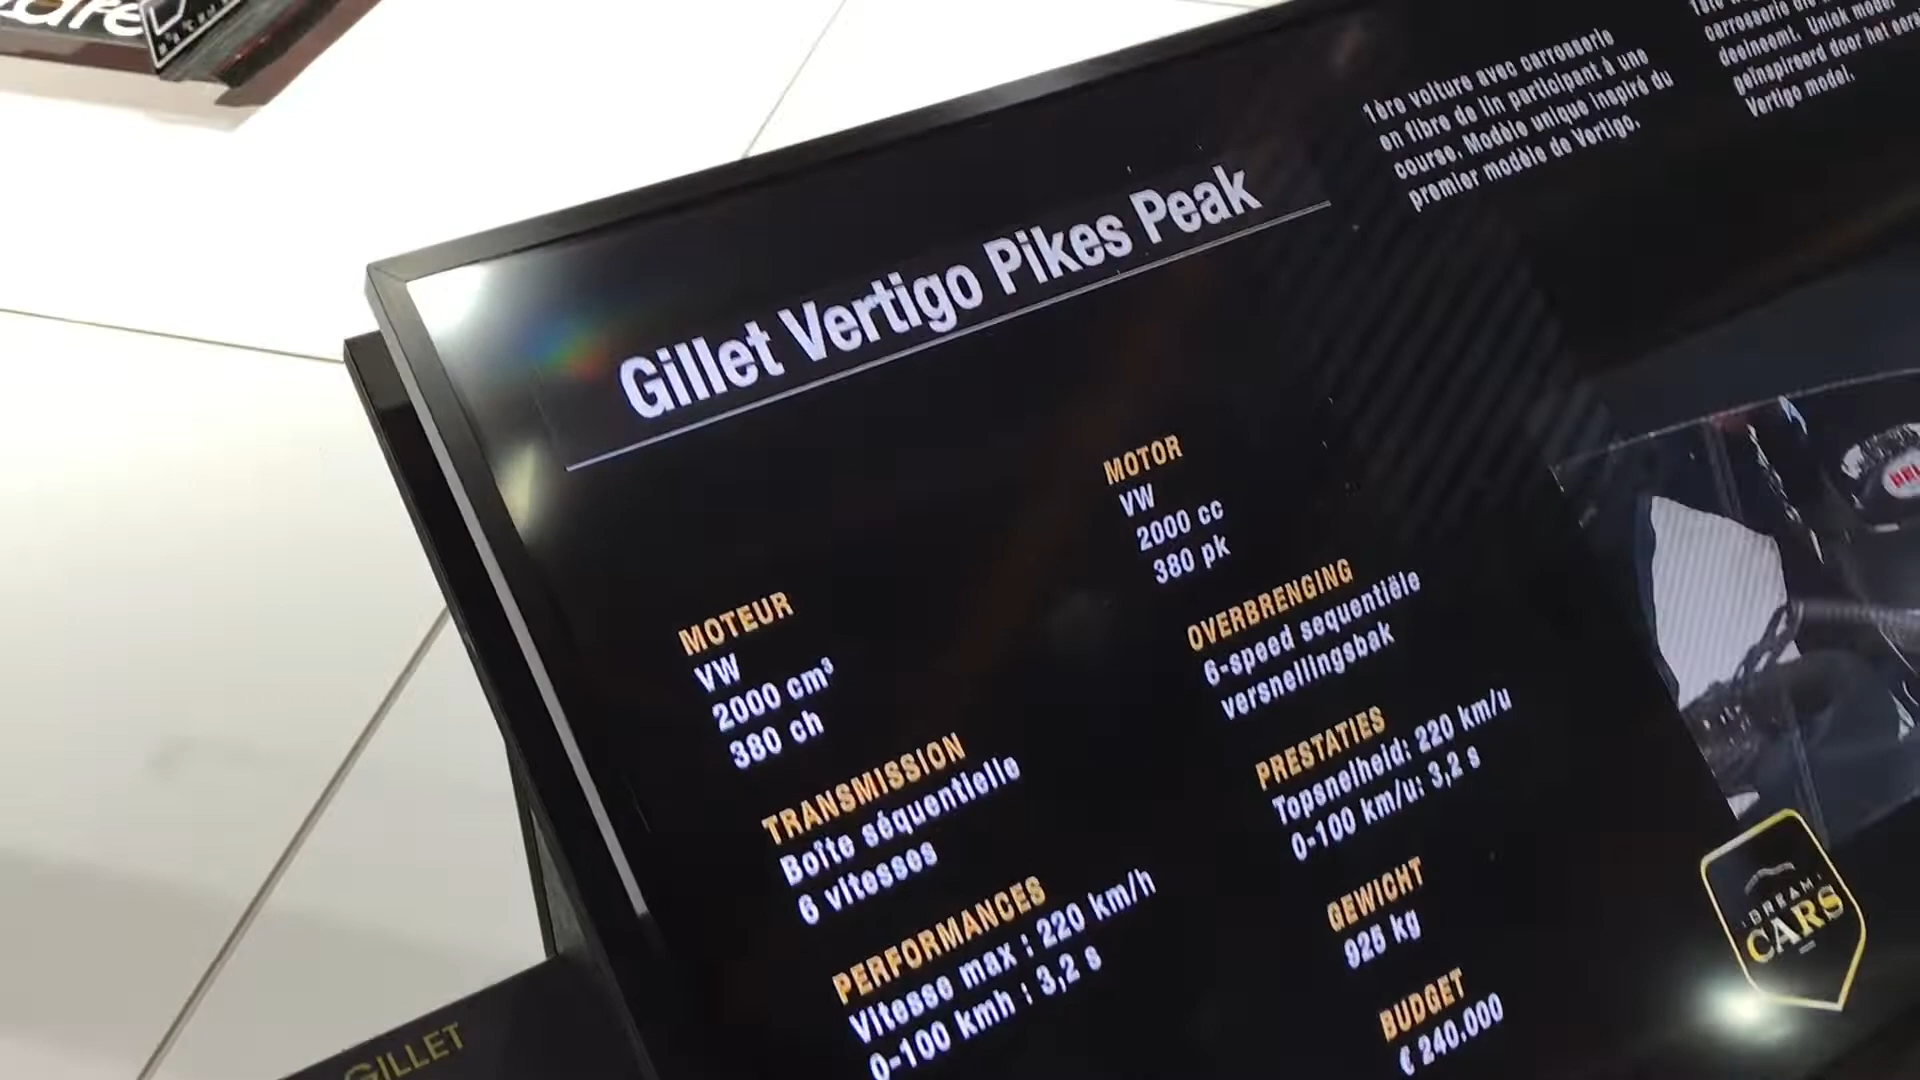 Gillet Vertigo Pikes Peak
1ère voiture avec carrosserie
en fibre de lin participant à une
course. Modèle unique inspiré du
premier modèle de Vertigo.
carrosserie die
deelneemt. Uniek model
geïnspireerd door het
Vertigo model.
MOTEUR
VW
2000 cm³
380 ch
TRANSMISSION
Boîte séquentielle
6 vitesses
PERFORMANCES
Vitesse max : 220 km/h
0-100 kmh : 3,2 s
MOTOR
VW
2000 cc
380 pk
OVERBRENGING
6-speed sequentiële
versnellingsbak
PRESTATIES
Topsnelheid: 220 km/u
0-100 km/u: 3,2 s
GEWICHT
925 kg
BUDGET
€ 240.000
DREAM
CARS
GILLET